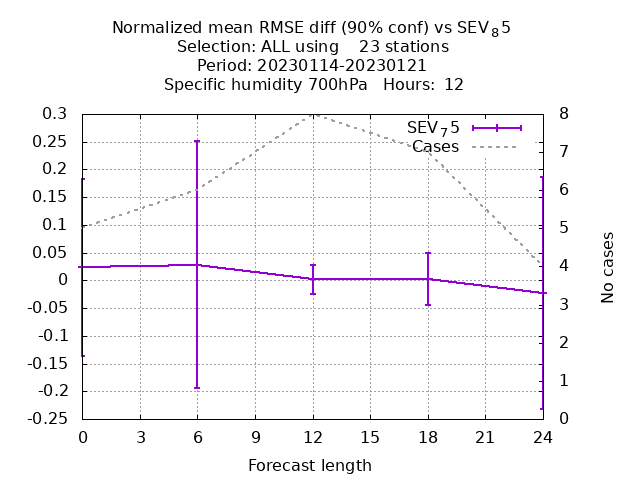 Normalized mean RMSE diff (90% conf) vs SEV₈5
Selection: ALL using    23 stations
Period: 20230114-20230121
Specific humidity 700hPa   Hours:  12
SEV₇5
Cases
0.3
0.25
0.2
0.15
0.1
0.05
0
-0.05
-0.1
-0.15
-0.2
-0.25
8
7
6
5
4
3
2
1
0
No cases
0 3 6 9 12 15 18 21 24
Forecast length